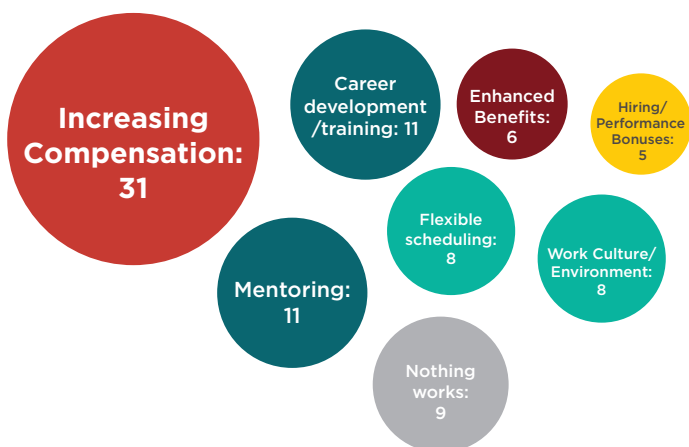 Increasing
Compensation:
31
Career
development
/training: 11
Enhanced
Benefits:
6
Hiring/
Performance
Bonuses:
5
Flexible
scheduling:
8
Work Culture/
Environment:
8
Mentoring:
11
Nothing
works:
9